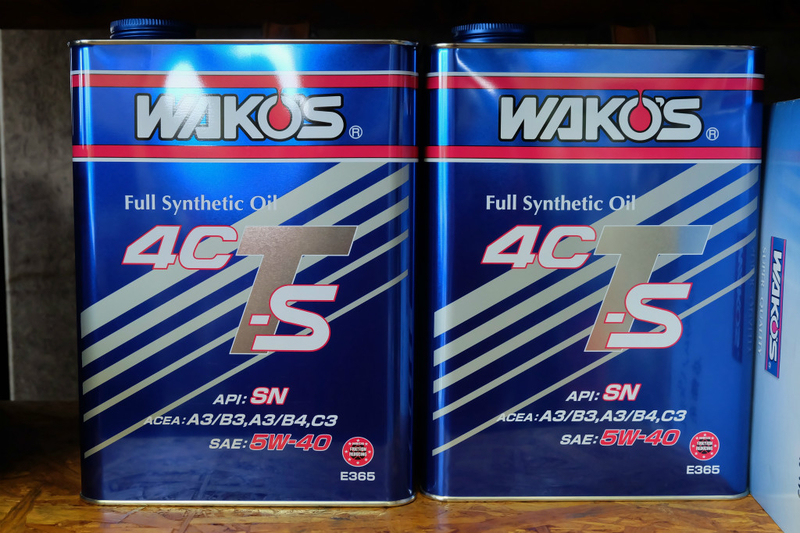 WAKO'S®
Full Synthetic Oil
4CT-S
API: SN
ACEA: A3/B3,A3/B4,C3
SAE: 5W-40
E365
WAKO'S®
Full Synthetic Oil
4CT-S
API: SN
ACEA: A3/B3,A3/B4,C3
SAE: 5W-40
E365
WAKO'S